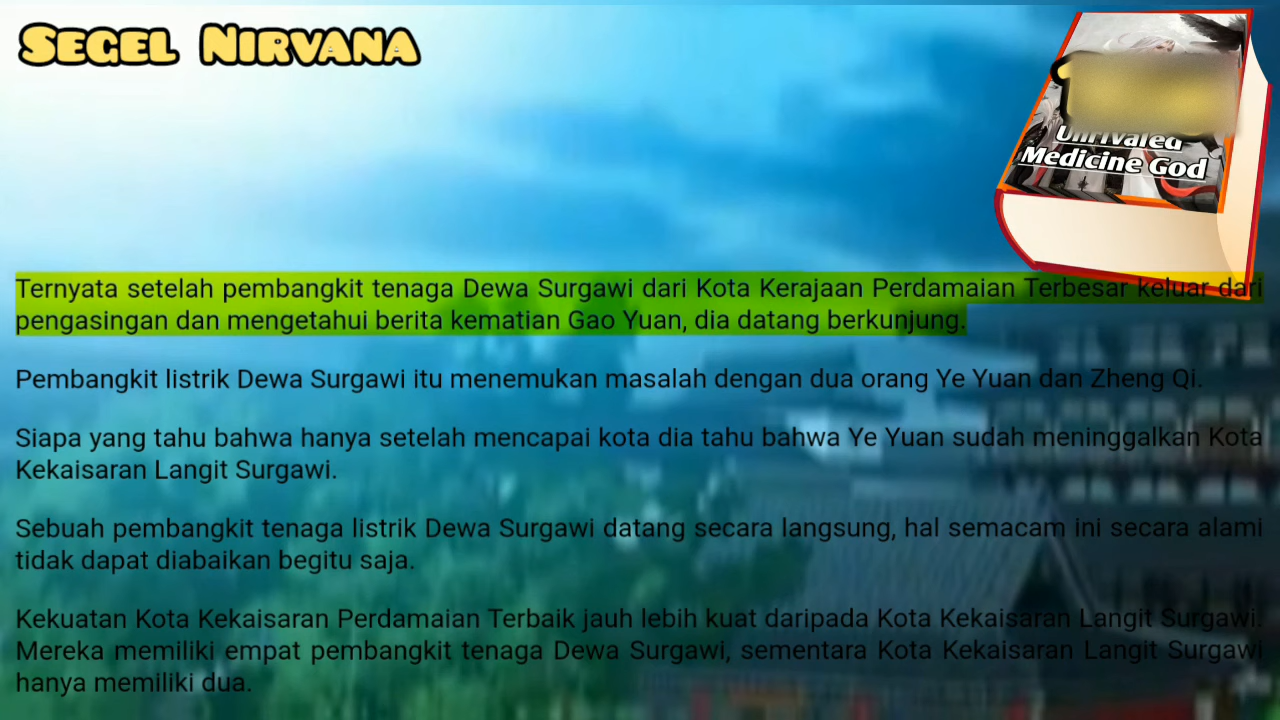 Segel Nirvana
Unrivaled
Medicine God
Ternyata setelah pembangkit tenaga Dewa Surgawi dari Kota Kerajaan Perdamaian Terbesar keluar dari
pengasingan dan mengetahui berita kematian Gao Yuan, dia datang berkunjung.
Pembangkit listrik Dewa Surgawi itu menemukan masalah dengan dua orang Ye Yuan dan Zheng Qi.
Siapa yang tahu bahwa hanya setelah mencapai kota dia tahu bahwa Ye Yuan sudah meninggalkan Kota
Kekaisaran Langit Surgawi.
Sebuah pembangkit tenaga listrik Dewa Surgawi datang secara langsung, hal semacam ini secara alami
tidak dapat diabaikan begitu saja.
Kekuatan Kota Kekaisaran Perdamaian Terbaik jauh lebih kuat daripada Kota Kekaisaran Langit Surgawi.
Mereka memiliki empat pembangkit tenaga Dewa Surgawi, sementara Kota Kekaisaran Langit Surgawi
hanya memiliki dua.